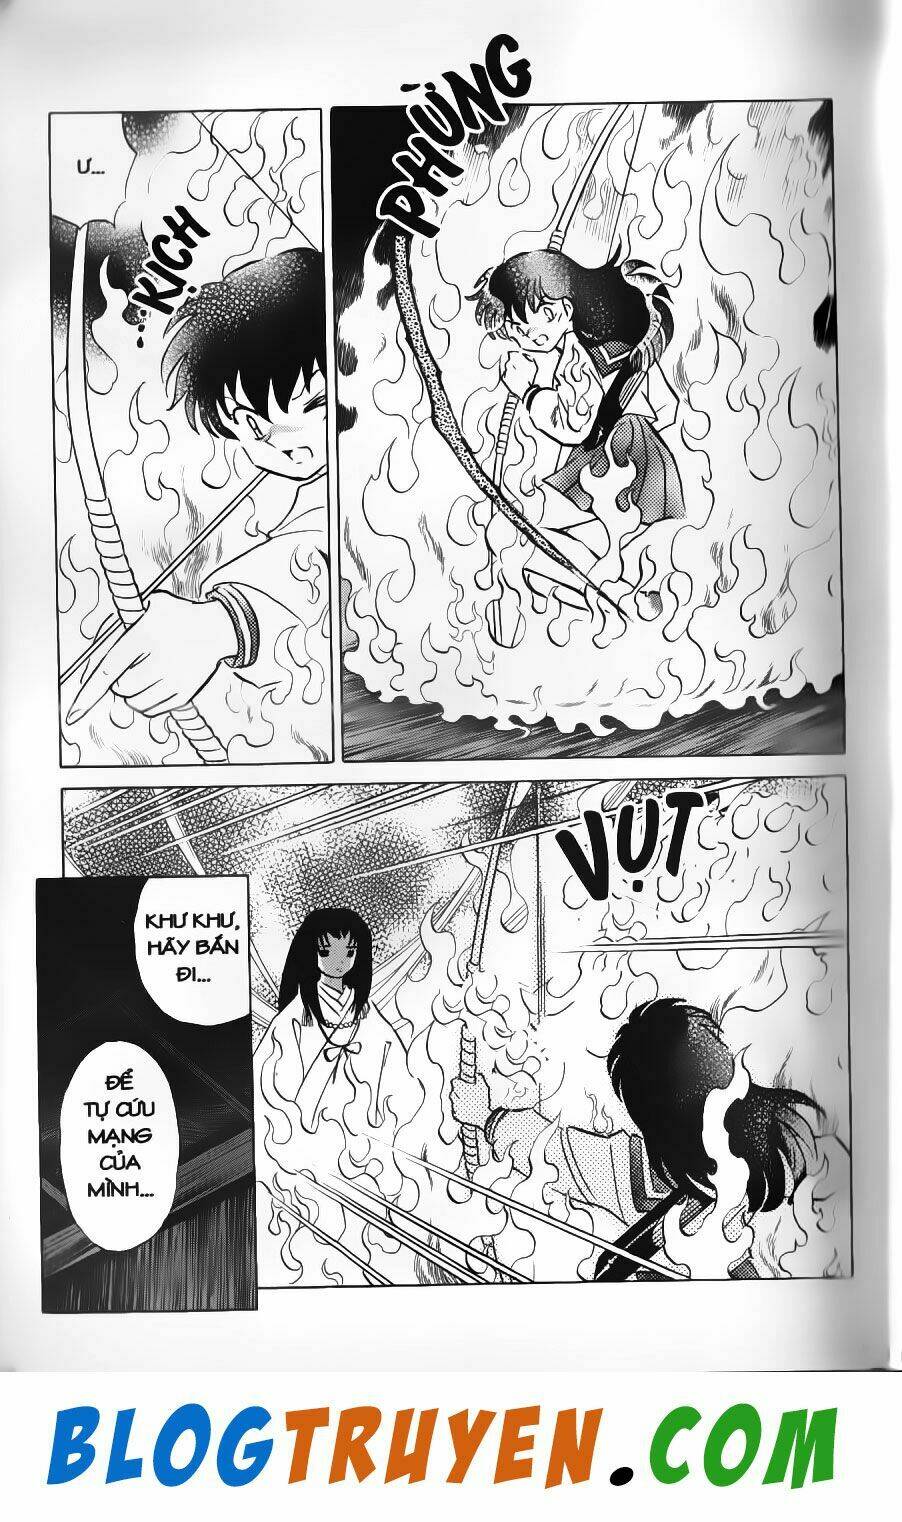 PHỪNG
Ư...
...KỊCH
VỤT
KHƯ KHƯ,
HÃY BẮN
ĐI...
ĐỂ
TỰ CỨU
MẠNG
CỦA
MÌNH...
BLOGTRUYEN.COM